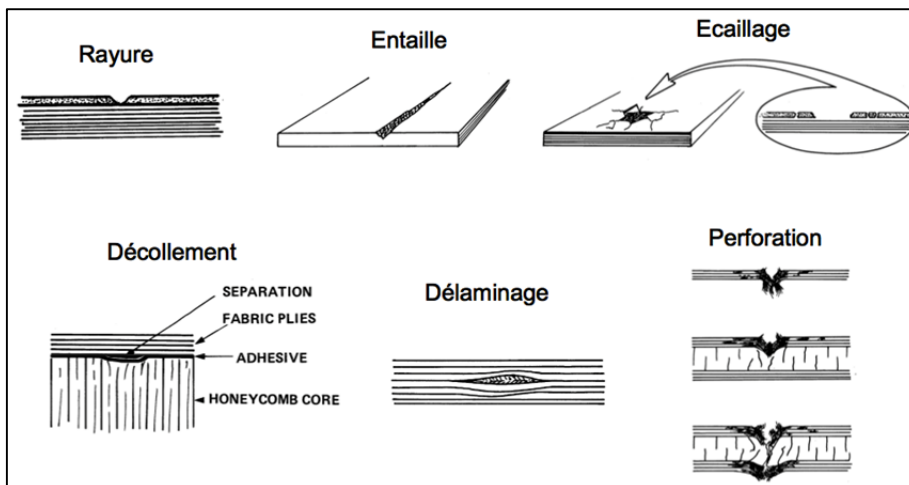 Rayure
Entaille
Ecaillage
Décollement
SEPARATION
FABRIC PLIES
ADHESIVE
HONEYCOMB CORE
Délaminage
Perforation